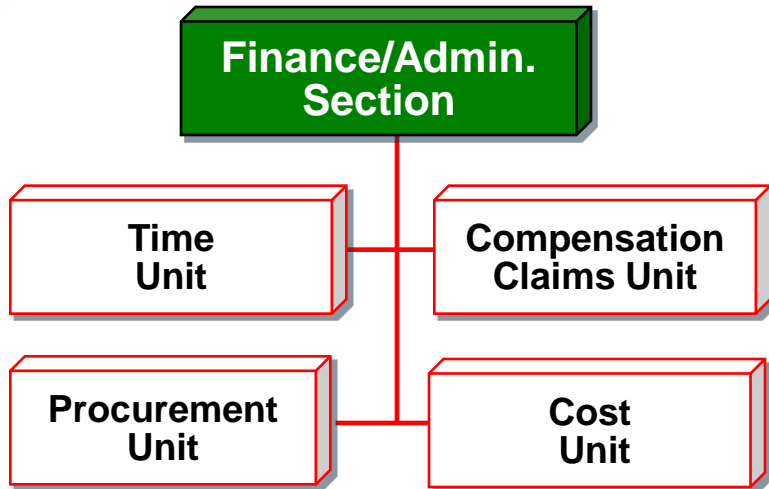 Finance/Admin.
Section
Time
Unit
Compensation
Claims Unit
Procurement
Unit
Cost
Unit